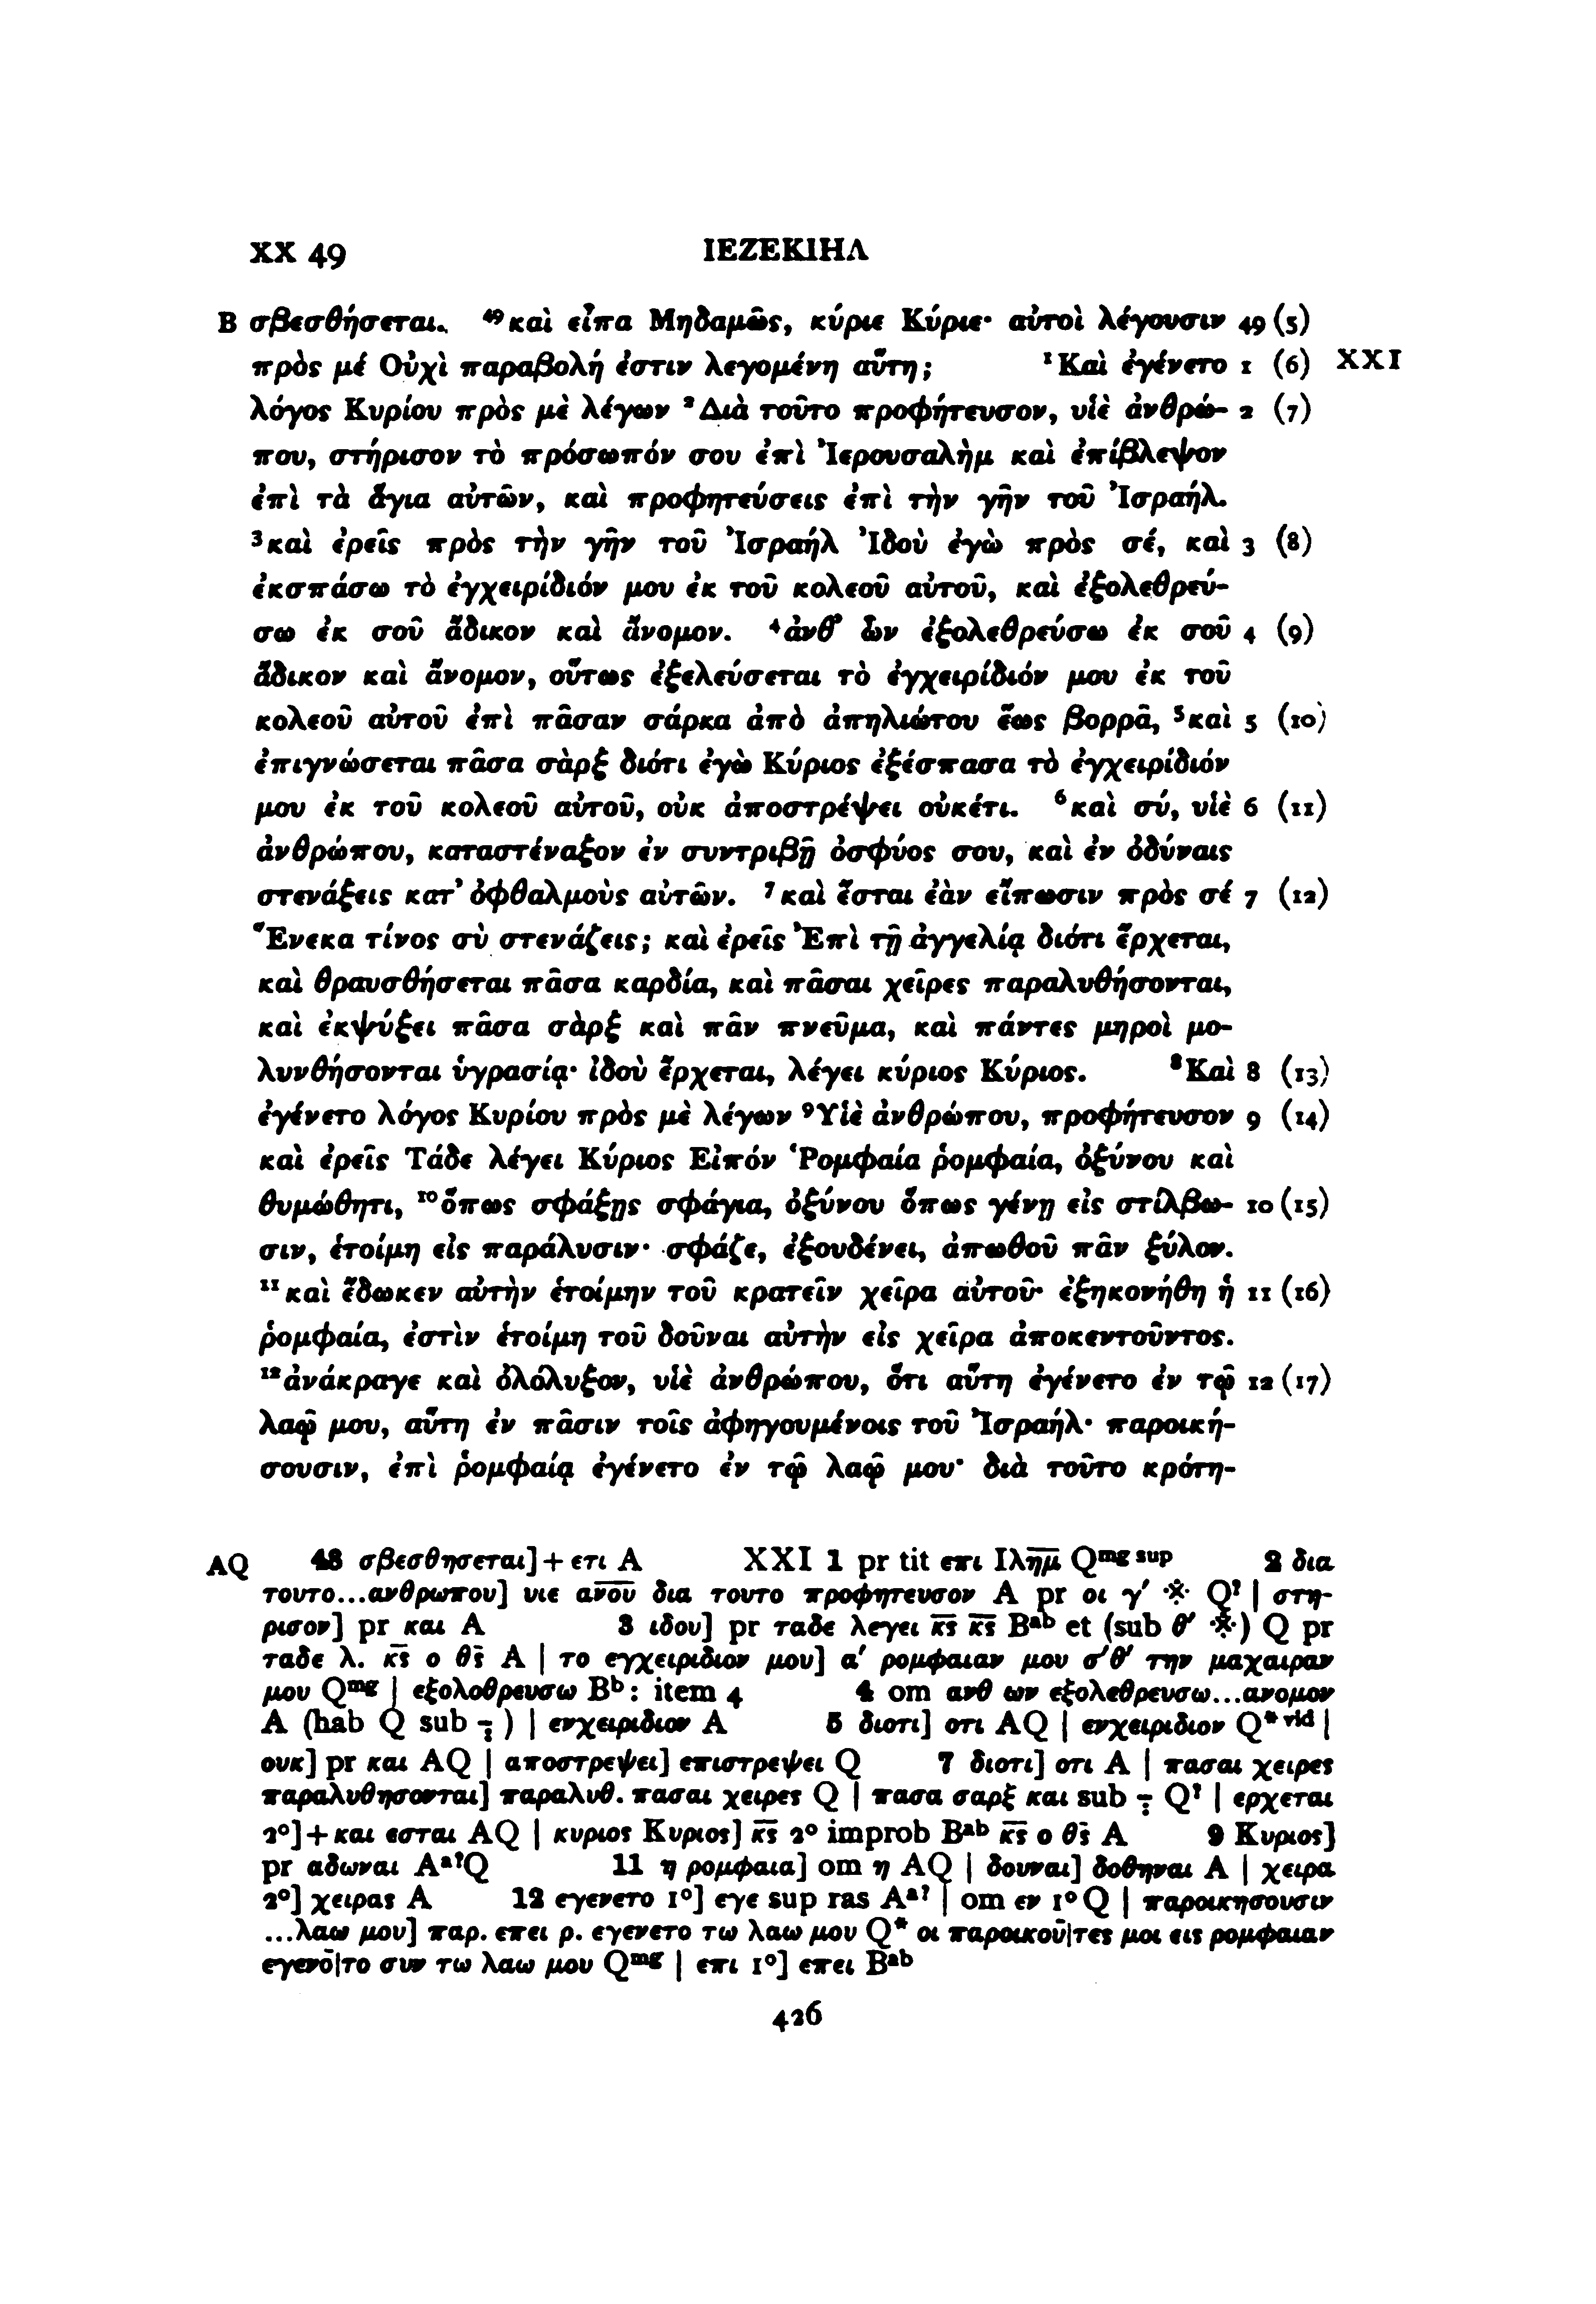 XX 49 ΙΕΖΕΚΙΗΛ
B σβεσθήσεται. ⁴⁹καὶ εἶπα Μηδαμῶς, κύριε Κύριε· αὐτοὶ λέγουσιν 49 (5)
πρὸς μέ Οὐχὶ παραβολή ἐστιν λεγομένη αὕτη; ¹Καὶ ἐγένετο 1 (6) XXI
λόγος Κυρίου πρὸς μὲ λέγων ²Διὰ τοῦτο προφήτευσον, υἱὲ ἀνθρώ- 2 (7)
που, στήρισον τὸ πρόσωπόν σου ἐπὶ Ἰερουσαλὴμ καὶ ἐπίβλεψον
ἐπὶ τὰ ἅγια αὐτῶν, καὶ προφητεύσεις ἐπὶ τὴν γῆν τοῦ Ἰσραήλ.
³καὶ ἐρεῖς πρὸς τὴν γῆν τοῦ Ἰσραήλ Ἰδοὺ ἐγὼ πρὸς σέ, καὶ 3 (8)
ἐκσπάσω τὸ ἐγχειρίδιόν μου ἐκ τοῦ κολεοῦ αὐτοῦ, καὶ ἐξολεθρεύ-
σω ἐκ σοῦ ἄδικον καὶ ἄνομον. ⁴ἀνθ᾽ ὧν ἐξολεθρεύσω ἐκ σοῦ 4 (9)
ἄδικον καὶ ἄνομον, οὕτως ἐξελεύσεται τὸ ἐγχειρίδιόν μου ἐκ τοῦ
κολεοῦ αὐτοῦ ἐπὶ πᾶσαν σάρκα ἀπὸ ἀπηλιώτου ἕως βορρᾶ, ⁵καὶ 5 (10)
ἐπιγνώσεται πᾶσα σὰρξ διότι ἐγὼ Κύριος ἐξέσπασα τὸ ἐγχειρίδιόν
μου ἐκ τοῦ κολεοῦ αὐτοῦ, οὐκ ἀποστρέψει οὐκέτι. ⁶καὶ σύ, υἱὲ 6 (11)
ἀνθρώπου, καταστέναξον ἐν συντριβῇ ὀσφύος σου, καὶ ἐν ὀδύναις
στενάξεις κατ᾽ ὀφθαλμοὺς αὐτῶν. ⁷καὶ ἔσται ἐὰν εἴπωσιν πρὸς σέ 7 (12)
Ἕνεκα τίνος σὺ στενάζεις; καὶ ἐρεῖς Ἐπὶ τῇ ἀγγελίᾳ διότι ἔρχεται,
καὶ θραυσθήσεται πᾶσα καρδία, καὶ πᾶσαι χεῖρες παραλυθήσονται,
καὶ ἐκψύξει πᾶσα σὰρξ καὶ πᾶν πνεῦμα, καὶ πάντες μηροὶ μο-
λυνθήσονται ὑγρασίᾳ· ἰδοὺ ἔρχεται, λέγει κύριος Κύριος. ⁸Καὶ 8 (13)
ἐγένετο λόγος Κυρίου πρὸς μὲ λέγων ⁹Υἱὲ ἀνθρώπου, προφήτευσον 9 (14)
καὶ ἐρεῖς Τάδε λέγει Κύριος Εἰπόν Ῥομφαία ῥομφαία, ὀξύνου καὶ
θυμώθητι, ¹⁰ὅπως σφάξῃς σφάγια, ὀξύνου ὅπως γένῃ εἰς στίλβω- 10 (15)
σιν, ἑτοίμη εἰς παράλυσιν· σφάζε, ἐξουδένει, ἀπωθοῦ πᾶν ξύλον.
¹¹καὶ ἔδωκεν αὐτὴν ἑτοίμην τοῦ κρατεῖν χεῖρα αὐτοῦ· ἐξηκονήθη ἡ 11 (16)
ῥομφαία, ἐστὶν ἑτοίμη τοῦ δοῦναι αὐτὴν εἰς χεῖρα ἀποκεντοῦντος.
¹²ἀνάκραγε καὶ ὀλόλυξον, υἱὲ ἀνθρώπου, ὅτι αὕτη ἐγένετο ἐν τῷ 12 (17)
λαῷ μου, αὕτη ἐν πᾶσιν τοῖς ἀφηγουμένοις τοῦ Ἰσραήλ· παροική-
σουσιν, ἐπὶ ῥομφαίᾳ ἐγένετο ἐν τῷ λαῷ μου· διὰ τοῦτο κρότη-
AQ 48 σβεσθησεται]+ετι A XXI 1 pr tit επι Ιλη̅μ̅ Qᵐᵍ ˢᵘᵖ 2 δια
τουτο...ανθρωπου] υιε α̅ν̅ο̅υ̅ δια τουτο προφητευσον A pr οι γ′ ※ Q? | στη-
ρισον] pr και A 3 ιδου] pr ταδε λεγει κ̅ς̅ κ̅ς̅ Bᵃᵇ et (sub θ′ ※) Q pr
ταδε λ. κ̅ς̅ ο θ̅ς̅ A | το εγχειριδιον μου] α′ ρομφαιαν μου σ′θ′ την μαχαιραν
μου Qᵐᵍ | εξολοθρευσω Bᵇ: item 4 4 om ανθ ων εξολεθρευσω...ανομον
A (hab Q sub ÷) | ενχειριδιον A 5 διοτι] οτι AQ | ενχειριδιον Q* ᵛⁱᵈ |
ουκ] pr και AQ | αποστρεψει] επιστρεψει Q 7 διοτι] οτι A | πασαι χειρες
παραλυθησονται] παραλυθ. πασαι χειρες Q | πασα σαρξ και sub ÷ Q? | ερχεται
2°]+και εσται AQ | κυριος Κυριος] κ̅ς̅ 2° improb Bᵃᵇ κ̅ς̅ ο θ̅ς̅ A 9 Κυριος]
pr αδωναι Aᵃ?Q 11 η ρομφαια] om η AQ | δουναι] δοθηναι A | χειρα
2°] χειρας A 12 εγενετο 1°] εγε sup ras Aᵃ? | om εν 1° Q | παροικησουσιν
...λαω μου] παρ. επει ρ. εγενετο τω λαω μου Q* οι παροικου̅|τες μοι εις ρομφαιαν
εγενο̅|το συν τω λαω μου Qᵐᵍ | επι 1°] επει Bᵃᵇ
426